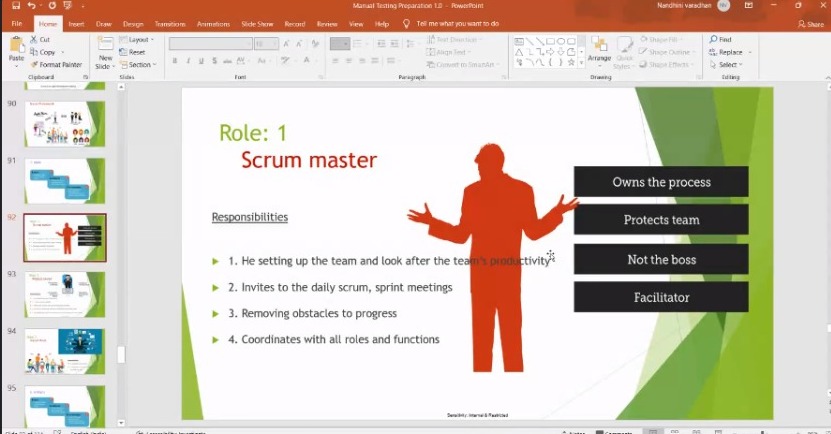 Manual Testing Preparation 1.0 - PowerPoint
Nandhini varadhan
NV
File Home Insert Draw Design Transitions Animations Slide Show Record Review View Help Tell me what you want to do
Share
Paste
Cut
Copy
Format Painter
Clipboard
New Slide
Layout
Reset
Section
Slides
Font
Text Direction
Align Text
Convert to SmartArt
Paragraph
Arrange
Quick Styles
Shape Fill
Shape Outline
Shape Effects
Drawing
Find
Replace
Select
Editing
90
91
92
93
94
95
Role: 1
Scrum master
Responsibilities
1. He setting up the team and look after the team's productivity
2. Invites to the daily scrum, sprint meetings
3. Removing obstacles to progress
4. Coordinates with all roles and functions
Owns the process
Protects team
Not the boss
Facilitator
Sensitivity: Internal & Restricted